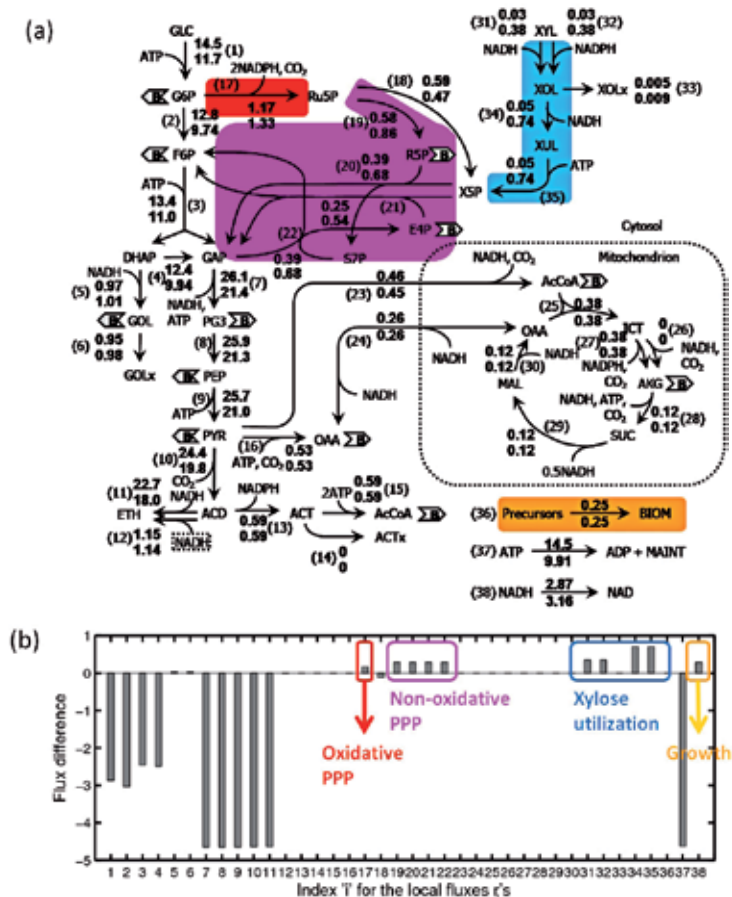 (a)
GLC
ATP
14.5
11.7
(1)
2NADPH, CO2
(17)
G6P
1.17
1.33
Ru5P
B
(2)
12.8
9.74
F6P
B
ATP
13.4
11.0
(3)
DHAP
GAP
(4)
12.4
9.94
NADH
(5)
0.97
1.01
GOL
B
(6)
0.95
0.98
GOLx
26.1
21.4
(7)
NADH,
ATP
PG3
B
(8)
25.9
21.3
PEP
B
(9)
ATP
25.7
21.0
PYR
B
(10)
24.4
19.8
CO2
(11)
22.7
18.0
NADH
ETH
ACD
(12)
1.15
1.14
NADH
(16)
ATP, CO2
0.53
0.53
OAA
B
NADPH
0.59
0.59
(13)
ACT
2ATP
0.59
0.59
(15)
AcCoA
B
(14)
0
0
ACTx
(18)
0.59
0.47
(19)
0.58
0.86
R5P
B
(20)
0.39
0.68
X5P
(21)
0.25
0.54
E4P
B
(22)
0.39
0.68
S7P
(31)
0.03
0.38
XYL
0.03
0.38
(32)
NADH
NADPH
XOL
XOLx
0.005
0.009
(33)
(34)
0.05
0.74
NADH
XUL
0.05
0.74
ATP
(35)
Cytosol
Mitochondrion
NADH, CO2
0.46
(23)
0.45
AcCoA
B
(25)
0.38
0.38
0.26
(24)
0.26
NADH
NADH
OAA
ICT
0
0
(26)
NADH,
CO2
(27)
0.38
0.38
NADPH,
CO2
0.12
0.12
NADH
(30)
MAL
AKG
B
NADH, ATP,
CO2
0.12
0.12
(28)
SUC
(29)
0.12
0.12
0.5NADH
(36)
Precursors
0.25
0.25
BIOM
(37) ATP
14.5
9.91
ADP + MAINT
(38) NADH
2.87
3.16
NAD
(b)
1
0
-1
-2
-3
-4
-5
Flux difference
Oxidative
PPP
Non-oxidative
PPP
Xylose
utilization
Growth
1 2 3 4 5 6 7 8 9 10 11 12 13 14 15 16 17 18 19 20 21 22 23 24 25 26 27 28 29 30 31 32 33 34 35 36 37 38